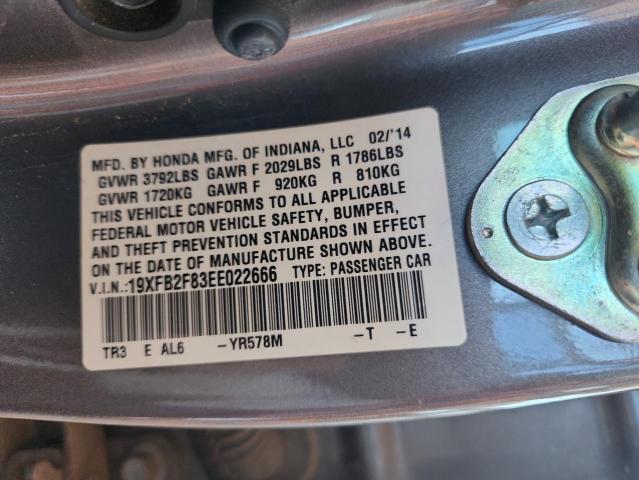 MFD. BY HONDA MFG. OF INDIANA, LLC 02/'14
GVWR 3792LBS GAWR F 2029LBS R 1786LBS
GVWR 1720KG GAWR F 920KG R 810KG
THIS VEHICLE CONFORMS TO ALL APPLICABLE
FEDERAL MOTOR VEHICLE SAFETY, BUMPER,
AND THEFT PREVENTION STANDARDS IN EFFECT
ON THE DATE OF MANUFACTURE SHOWN ABOVE.
V.I.N.:19XFB2F83EE022666 TYPE: PASSENGER CAR
TR3 E AL6 -YR578M -T -E